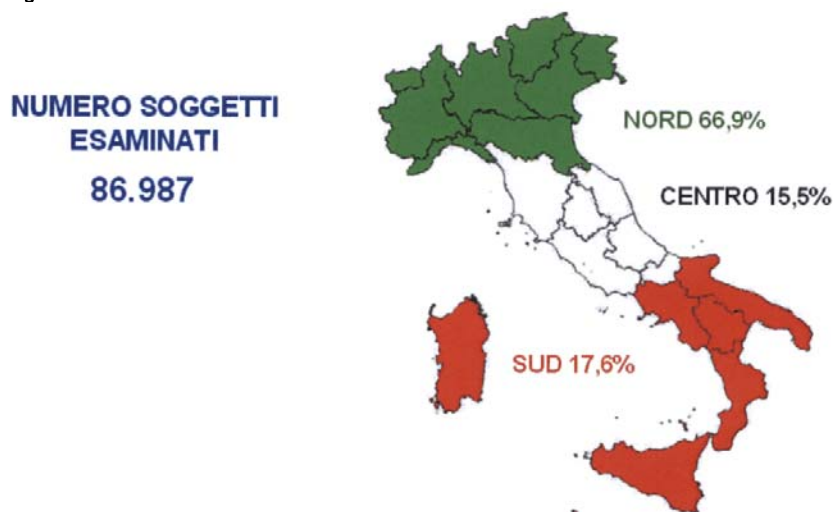 NUMERO SOGGETTI
ESAMINATI
86.987
NORD 66,9%
CENTRO 15,5%
SUD 17,6%